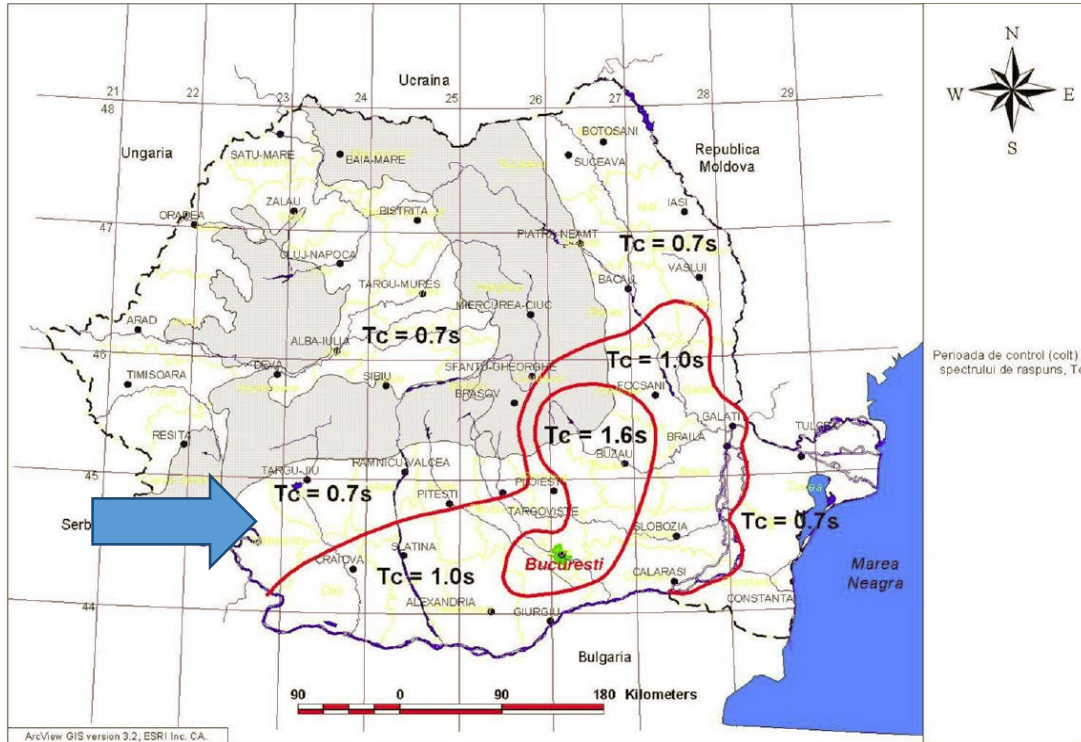 N
W E
S
Ucraina
Ungaria
Republica
Moldova
21
22
23
24
25
26
27
28
29
48
47
46
45
44
SATU-MARE
BAIA-MARE
BOTOSANI
SUCEAVA
ORADEA
ZALAU
BISTRITA
IASI
PIATRA-NEAMT
Tc = 0.7s
CLUJ-NAPOCA
TARGU-MURES
BACAU
VASLUI
MIERCUREA-CIUC
ARAD
ALBA-IULIA
Tc = 0.7s
Tc = 1.0s
TIMISOARA
DEVA
SIBIU
SFANTU-GHEORGHE
BRASOV
FOCSANI
GALATI
RESITA
Tc = 1.6s
BRAILA
TULCEA
BUZAU
TARGU-JIU
RAMNICU-VALCEA
Tc = 0.7s
PITESTI
PLOIESTI
TARGOVISTE
Serb
SLOBOZIA
Tc = 0.7s
CRAIOVA
SLATINA
Bucuresti
Tc = 1.0s
CALARASI
CONSTANTA
ALEXANDRIA
GIURGIU
Marea
Neagra
Bulgaria
90 0 90 180 Kilometers
Perioada de control (colt)
spectrului de raspuns, Tc
ArcView GIS version 3.2, ESRI Inc. CA.